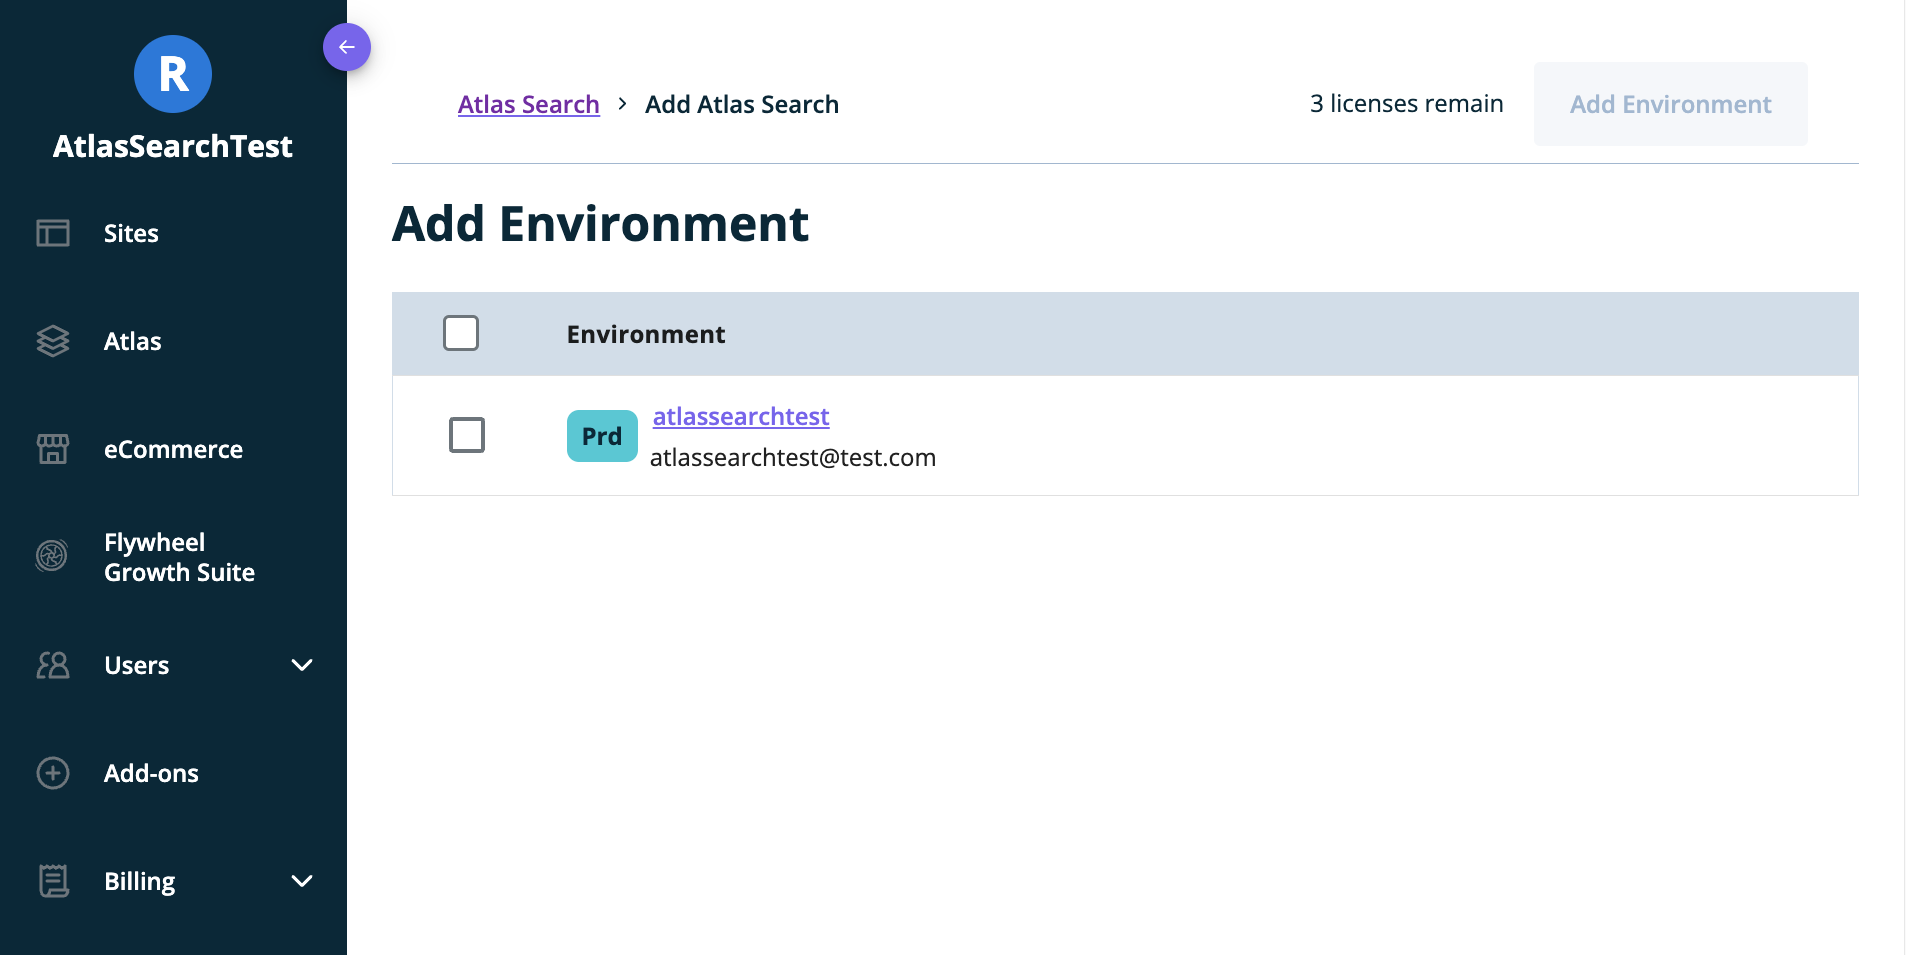 R
AtlasSearchTest
Sites
Atlas
eCommerce
Flywheel
Growth Suite
Users
Add-ons
Billing
Atlas Search > Add Atlas Search
3 licenses remain
Add Environment
Add Environment
Environment
Prd
atlassearchtest
atlassearchtest@test.com